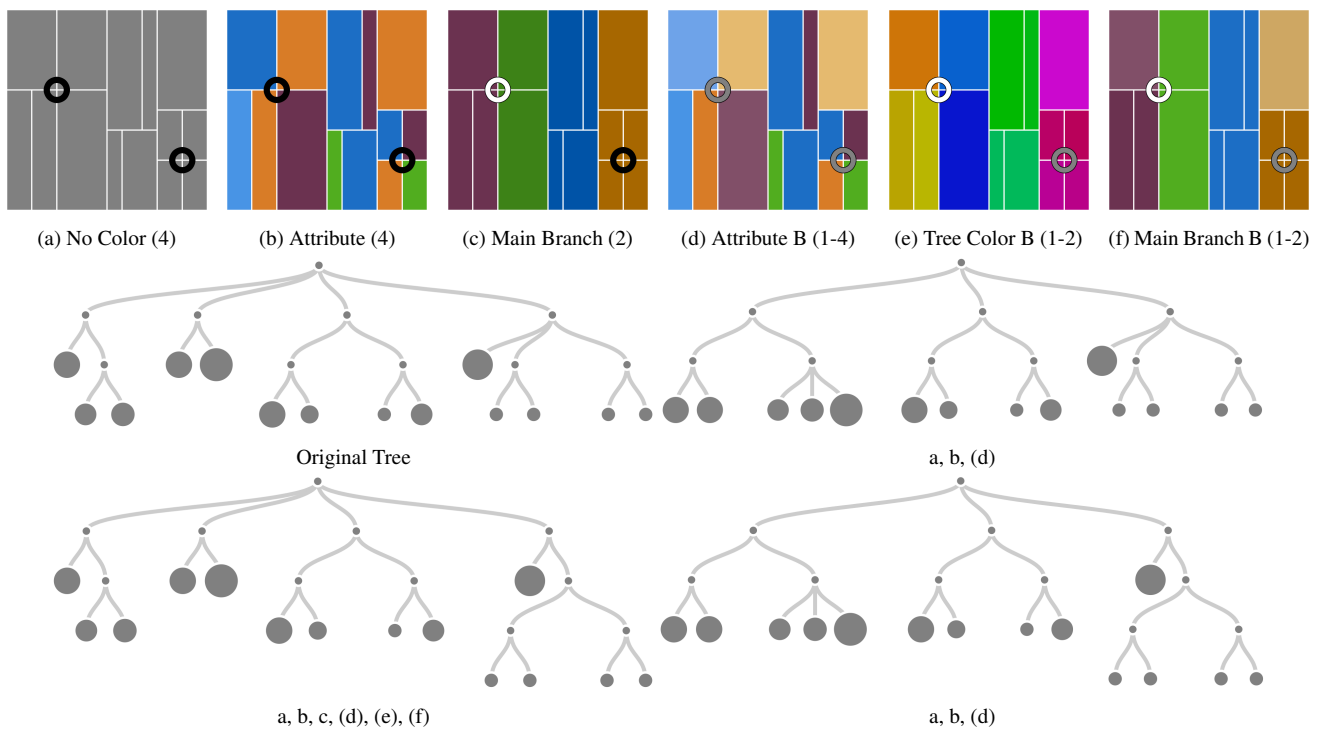 (a) No Color (4)
(b) Attribute (4)
(c) Main Branch (2)
(d) Attribute B (1-4)
(e) Tree Color B (1-2)
(f) Main Branch B (1-2)
Original Tree
a, b, (d)
a, b, c, (d), (e), (f)
a, b, (d)